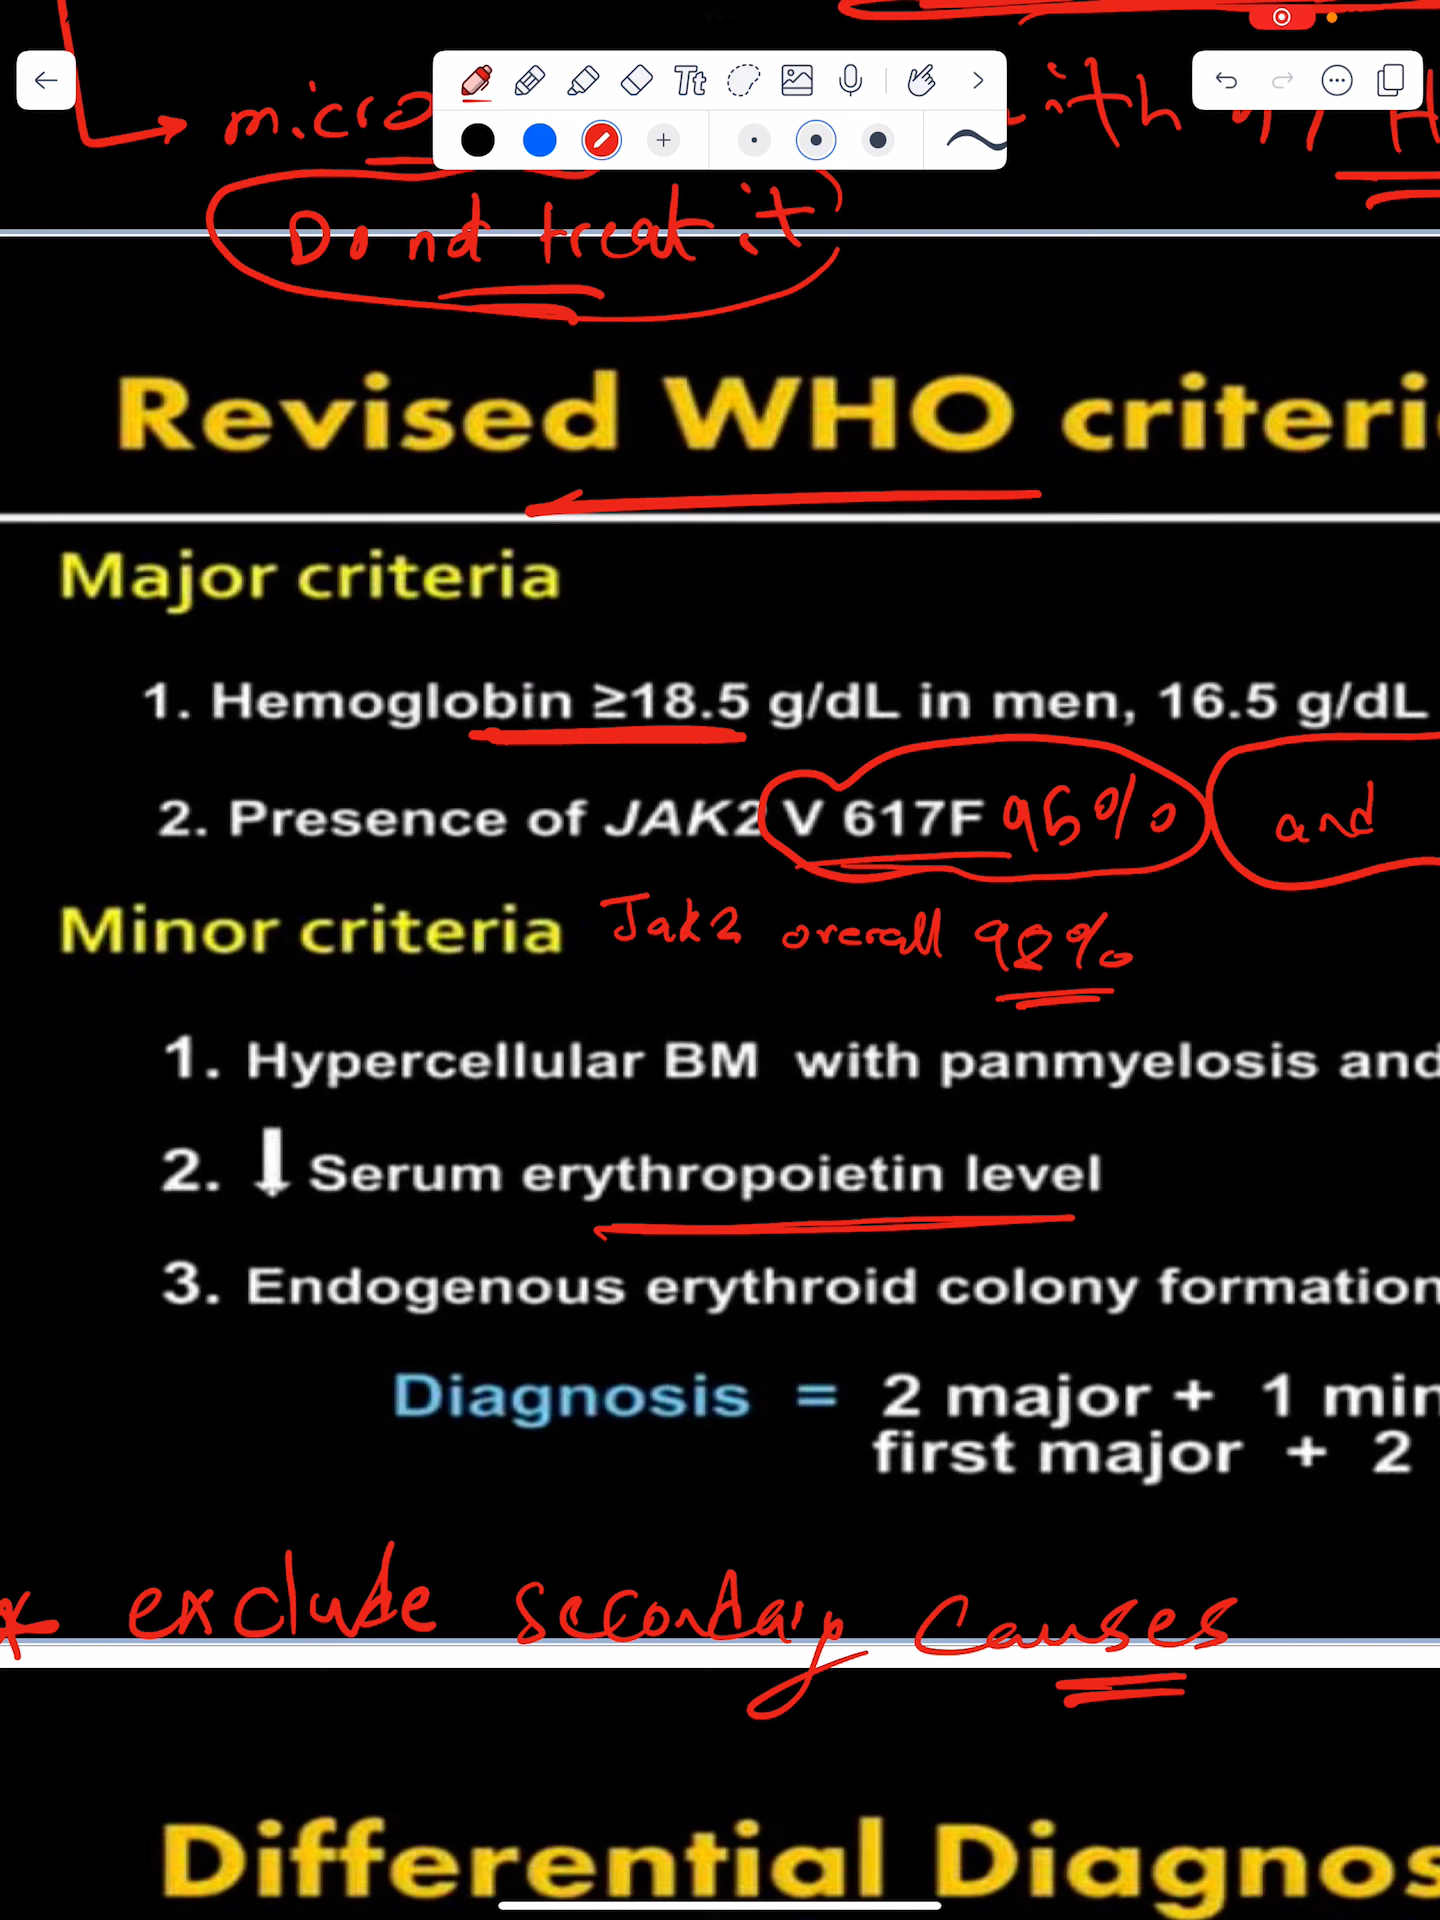 micro
Do not treat it
Revised WHO criteri
Major criteria
1. Hemoglobin ≥18.5 g/dL in men, 16.5 g/dL
2. Presence of JAK2 V 617F 95% and
Minor criteria Jak2 overall 98%
1. Hypercellular BM with panmyelosis and
2. ⬇ Serum erythropoietin level
3. Endogenous erythroid colony formation
Diagnosis = 2 major + 1 min
first major + 2
* exclude secondary causes
Differential Diagnos